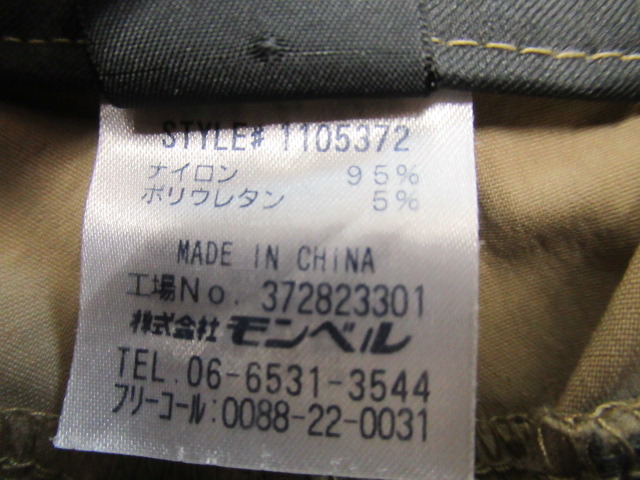 STYLE# 1105372
ナイロン 95%
ポリウレタン 5%
MADE IN CHINA
工場No. 372823301
株式会社 モンベル
TEL. 06-6531-3544
フリーコール:0088-22-0031